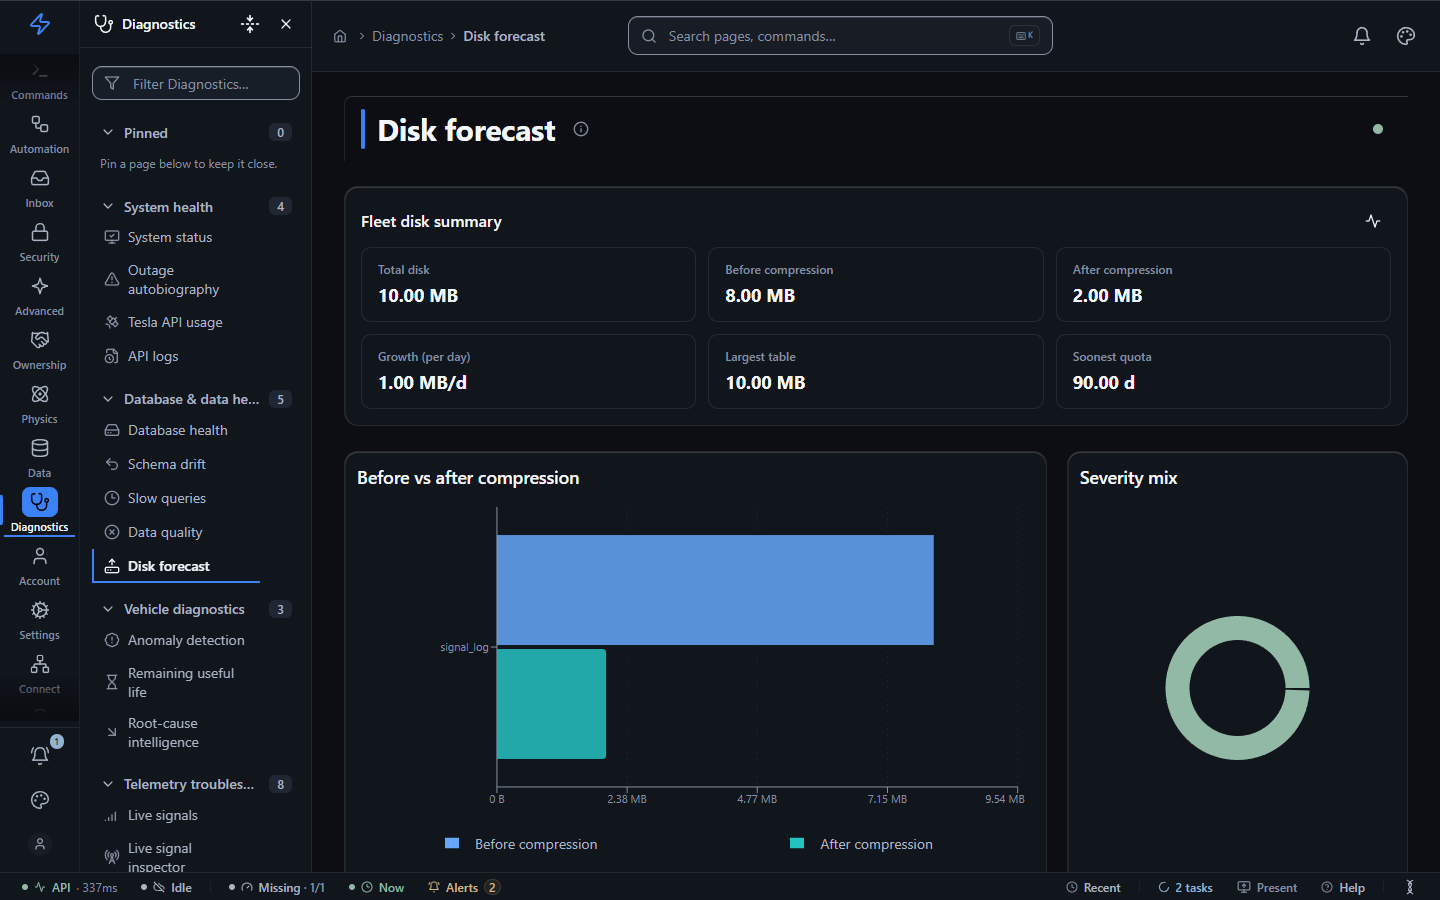 Commands
Automation
Inbox
Security
Advanced
Ownership
Physics
Data
Diagnostics
Account
Settings
Connect
1
Diagnostics
Filter Diagnostics...
Pinned
0
Pin a page below to keep it close.
System health
4
System status
Outage
autobiography
Tesla API usage
API logs
Database & data he...
5
Database health
Schema drift
Slow queries
Data quality
Disk forecast
Vehicle diagnostics
3
Anomaly detection
Remaining useful
life
Root-cause
intelligence
Telemetry troubles...
8
Live signals
Live signal
inspector
Diagnostics
Disk forecast
Search pages, commands...
K
Disk forecast
Fleet disk summary
Total disk
10.00 MB
Before compression
8.00 MB
After compression
2.00 MB
Growth (per day)
1.00 MB/d
Largest table
10.00 MB
Soonest quota
90.00 d
Before vs after compression
signal_log
0 B
2.38 MB
4.77 MB
7.15 MB
9.54 MB
Before compression
After compression
Severity mix
API · 337ms
Idle
Missing · 1/1
Now
Alerts 2
Recent
2 tasks
Present
Help